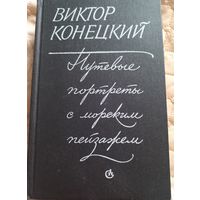 ВИКТОР
КОНЕЦКИЙ
Путевые
портреты
с морским
пейзажем